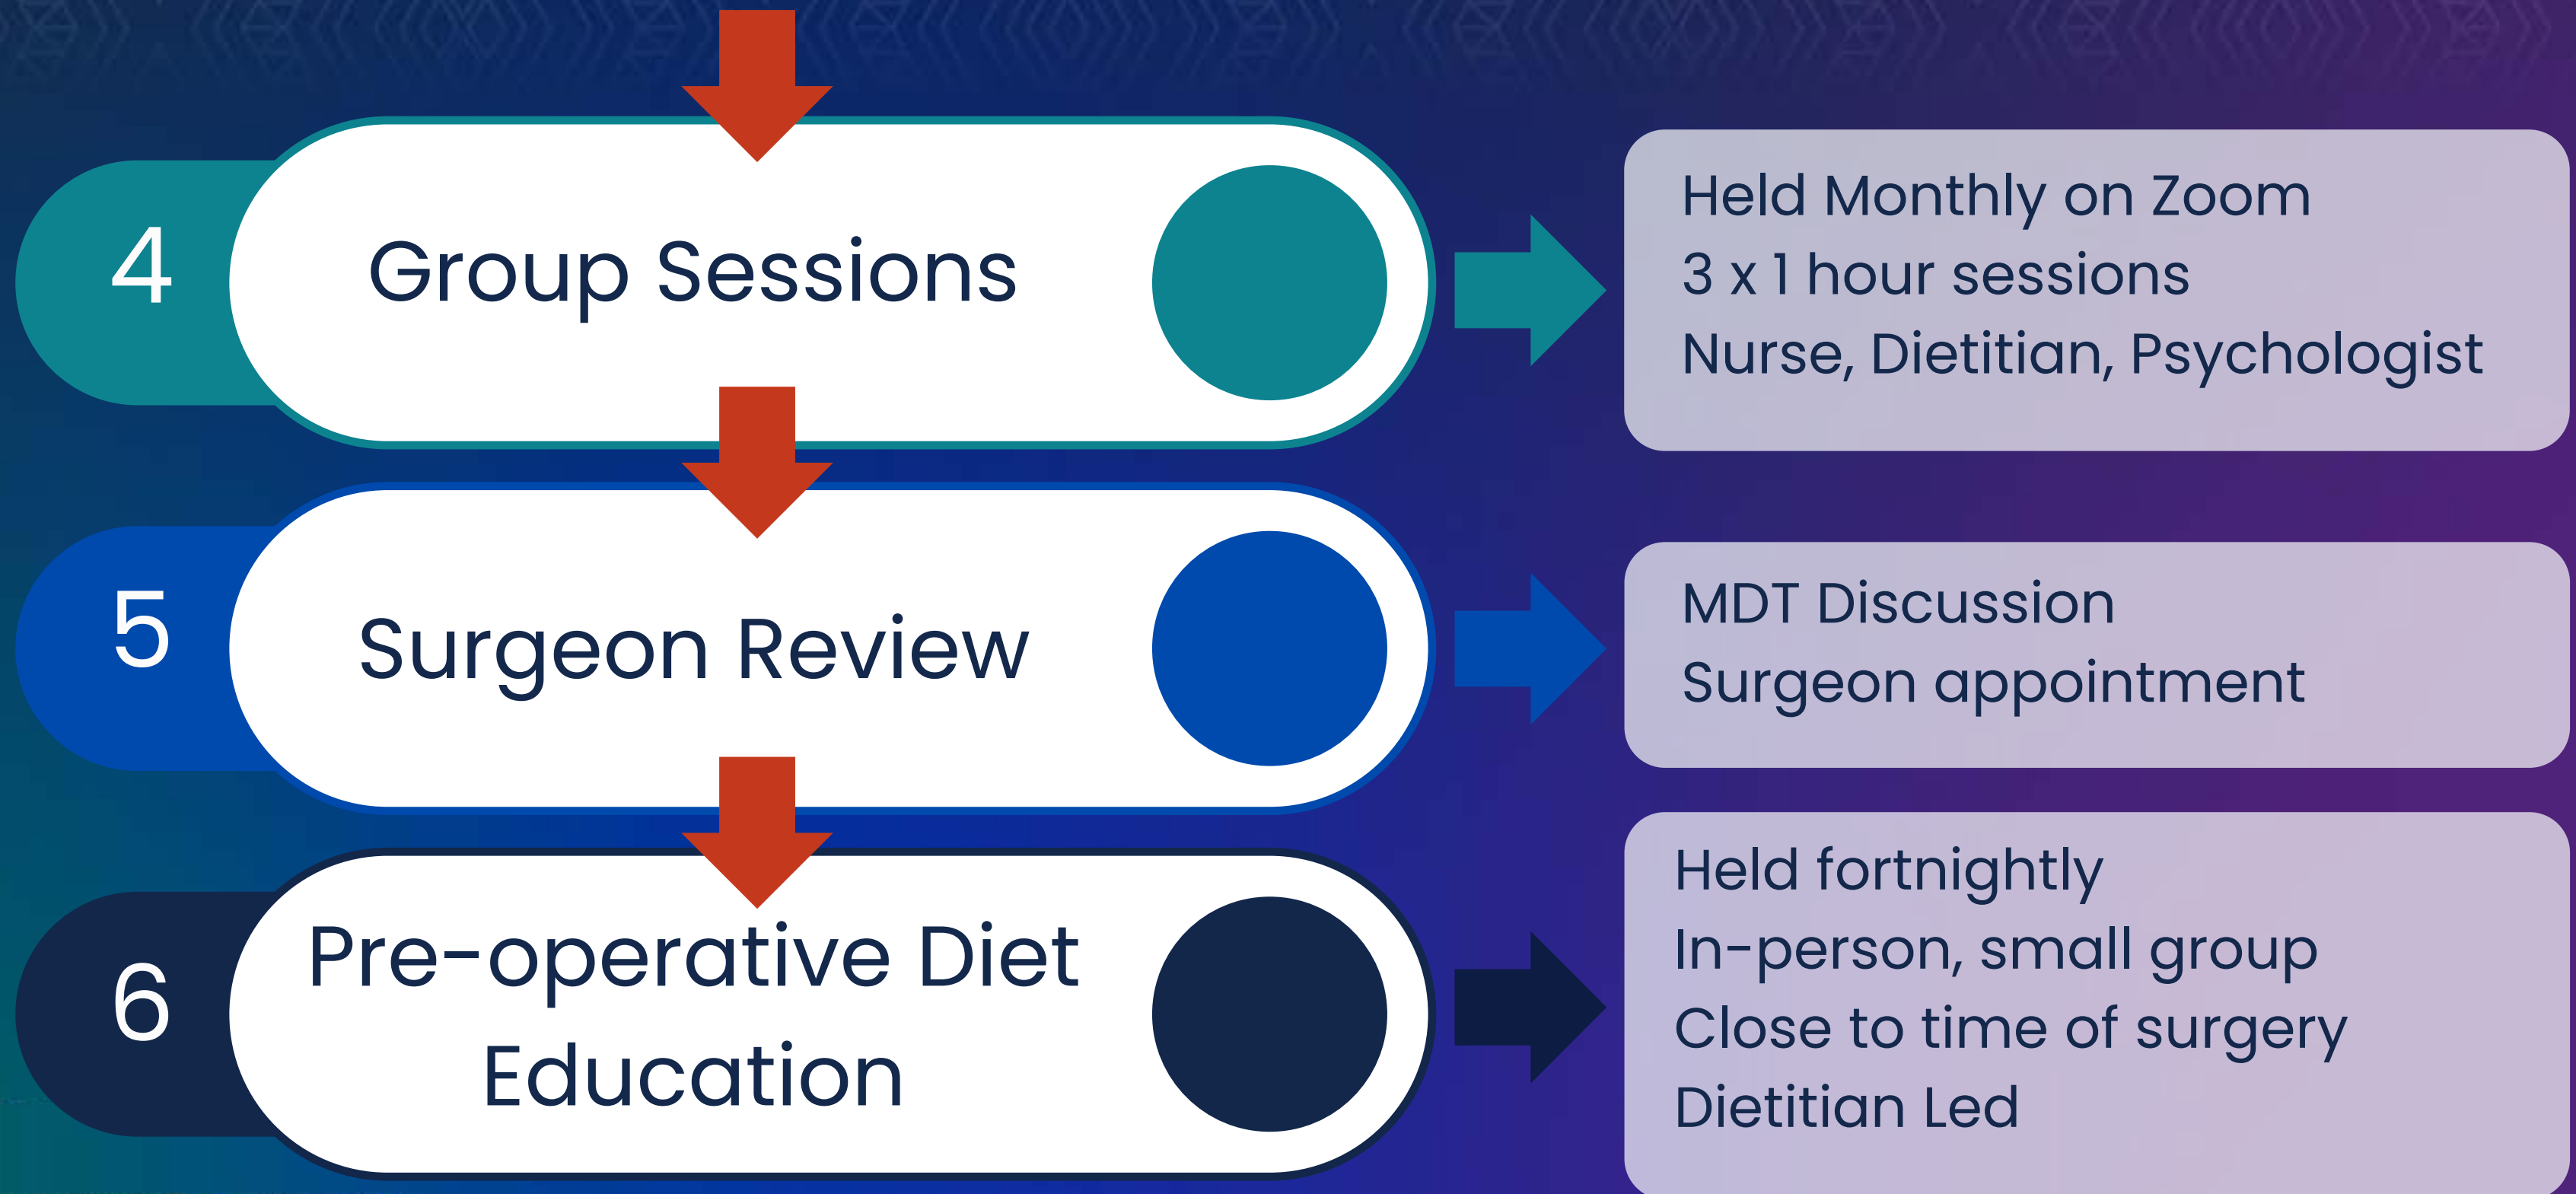 4
Group Sessions
Held Monthly on Zoom
3 x 1 hour sessions
Nurse, Dietitian, Psychologist
5
Surgeon Review
MDT Discussion
Surgeon appointment
6
Pre-operative Diet
Education
Held fortnightly
In-person, small group
Close to time of surgery
Dietitian Led